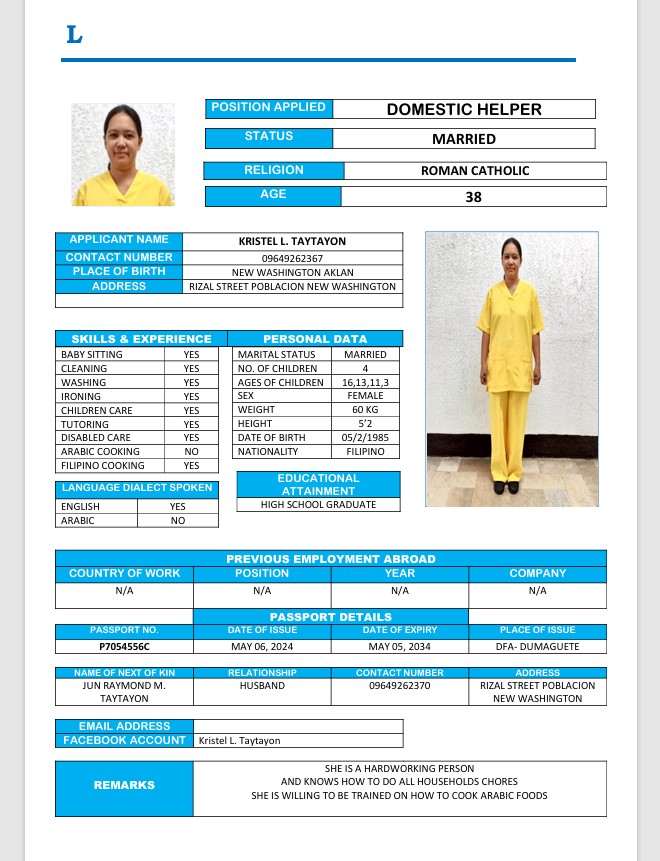 L
POSITION APPLIED DOMESTIC HELPER
STATUS MARRIED
RELIGION ROMAN CATHOLIC
AGE 38
APPLICANT NAME KRISTEL L. TAYTAYON
CONTACT NUMBER 09649262367
PLACE OF BIRTH NEW WASHINGTON AKLAN
ADDRESS RIZAL STREET POBLACION NEW WASHINGTON
SKILLS & EXPERIENCE
BABY SITTING YES
CLEANING YES
WASHING YES
IRONING YES
CHILDREN CARE YES
TUTORING YES
DISABLED CARE YES
ARABIC COOKING NO
FILIPINO COOKING YES
LANGUAGE DIALECT SPOKEN
ENGLISH YES
ARABIC NO
PERSONAL DATA
MARITAL STATUS MARRIED
NO. OF CHILDREN 4
AGES OF CHILDREN 16,13,11,3
SEX FEMALE
WEIGHT 60 KG
HEIGHT 5’2
DATE OF BIRTH 05/2/1985
NATIONALITY FILIPINO
EDUCATIONAL
ATTAINMENT
HIGH SCHOOL GRADUATE
PREVIOUS EMPLOYMENT ABROAD
COUNTRY OF WORK POSITION YEAR COMPANY
N/A N/A N/A N/A
PASSPORT DETAILS
PASSPORT NO. DATE OF ISSUE DATE OF EXPIRY PLACE OF ISSUE
P7054556C MAY 06, 2024 MAY 05, 2034 DFA- DUMAGUETE
NAME OF NEXT OF KIN RELATIONSHIP CONTACT NUMBER ADDRESS
JUN RAYMOND M. HUSBAND 09649262370 RIZAL STREET POBLACION
TAYTAYON NEW WASHINGTON
EMAIL ADDRESS
FACEBOOK ACCOUNT Kristel L. Taytayon
REMARKS
SHE IS A HARDWORKING PERSON
AND KNOWS HOW TO DO ALL HOUSEHOLDS CHORES
SHE IS WILLING TO BE TRAINED ON HOW TO COOK ARABIC FOODS